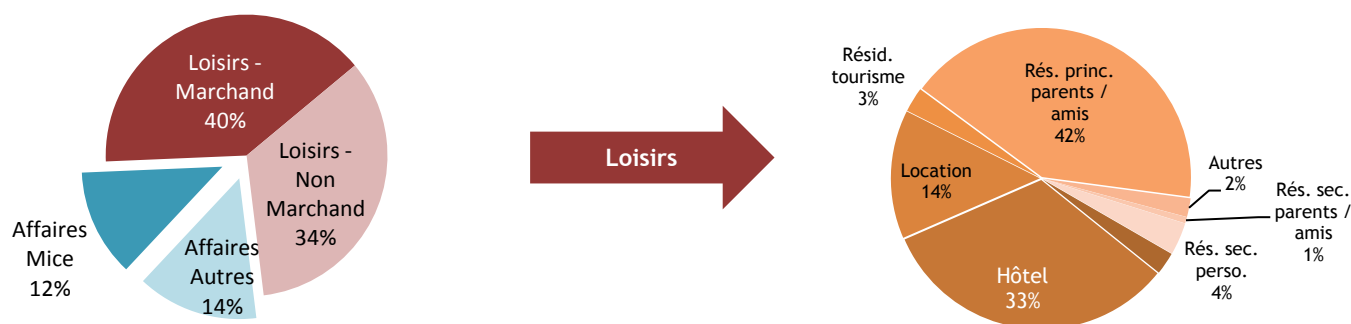 Loisirs -
Marchand
40%
Loisirs -
Non
Marchand
34%
Affaires
Autres
14%
Affaires
Mice
12%
Loisirs
Résid.
tourisme
3%
Rés. princ.
parents /
amis
42%
Autres
2%
Rés. sec.
parents /
amis
1%
Rés. sec.
perso.
4%
Hôtel
33%
Location
14%